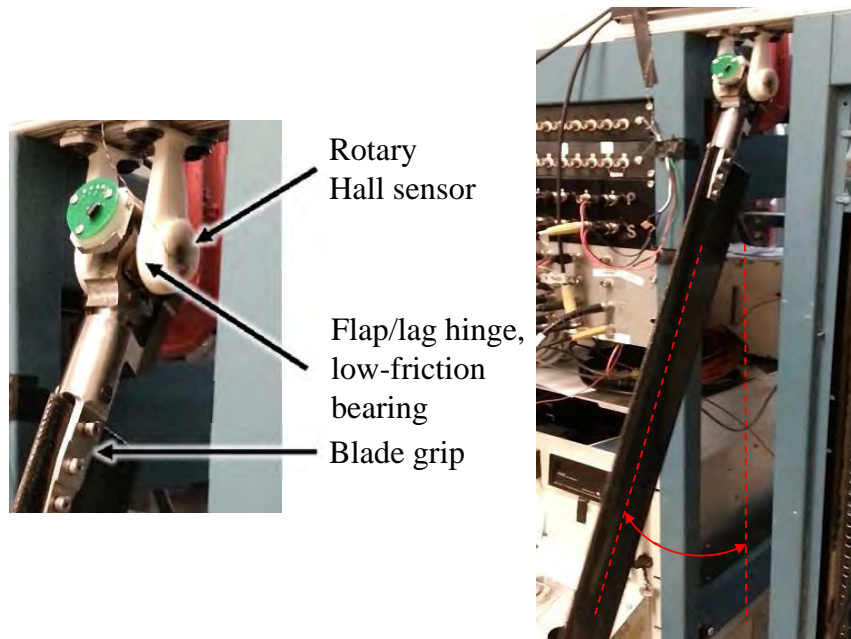 Rotary
Hall sensor
Flap/lag hinge,
low-friction
bearing
Blade grip
P
S